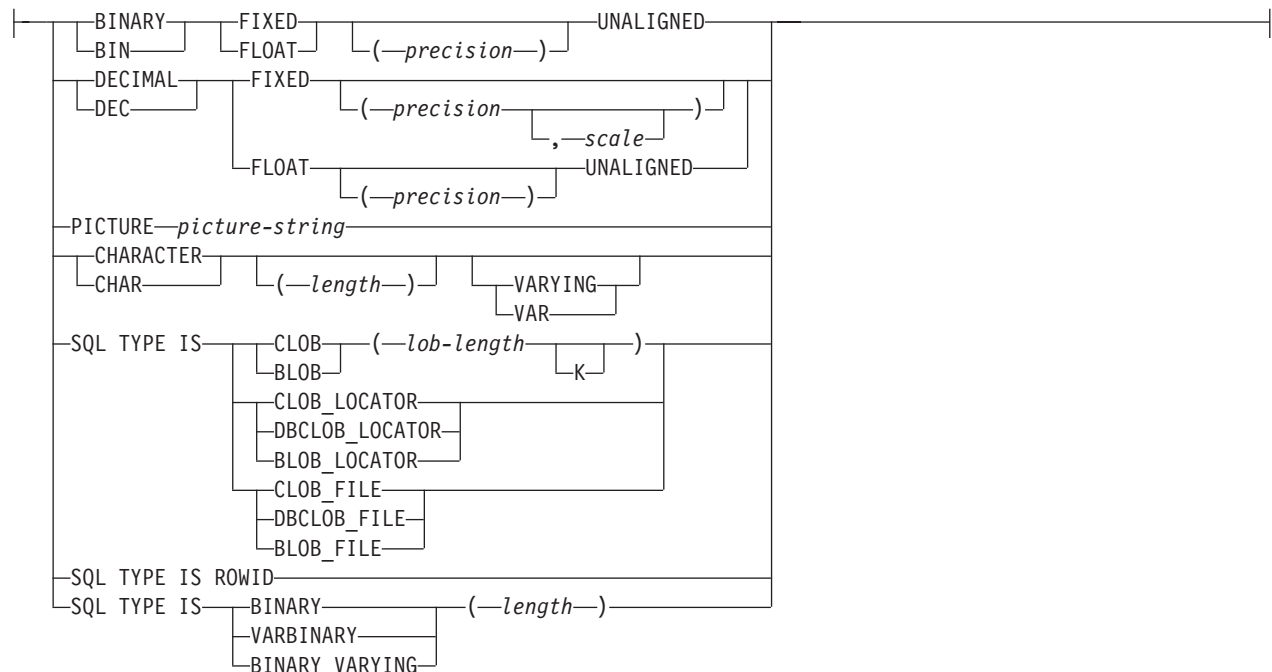 BINARY FIXED UNALIGNED
BIN FLOAT ( precision )
DECIMAL FIXED
DEC ( precision )
, scale
FLOAT UNALIGNED
( precision )
PICTURE picture-string
CHARACTER
CHAR ( length ) VARYING
VAR
SQL TYPE IS CLOB ( lob-length )
BLOB K
CLOB_LOCATOR
DBCLOB_LOCATOR
BLOB_LOCATOR
CLOB_FILE
DBCLOB_FILE
BLOB_FILE
SQL TYPE IS ROWID
SQL TYPE IS BINARY ( length )
VARBINARY
BINARY VARYING